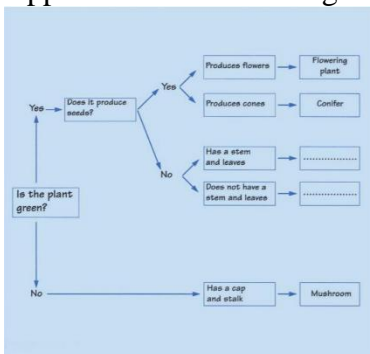 Produces flowers
Flowering
plant
Yes
Does it produce
seeds?
Yes
Produces cones
Conifer
No
Has a stem
and leaves
....................
Does not have a
stem and leaves
....................
Is the plant
green?
No
Has a cap
and stalk
Mushroom